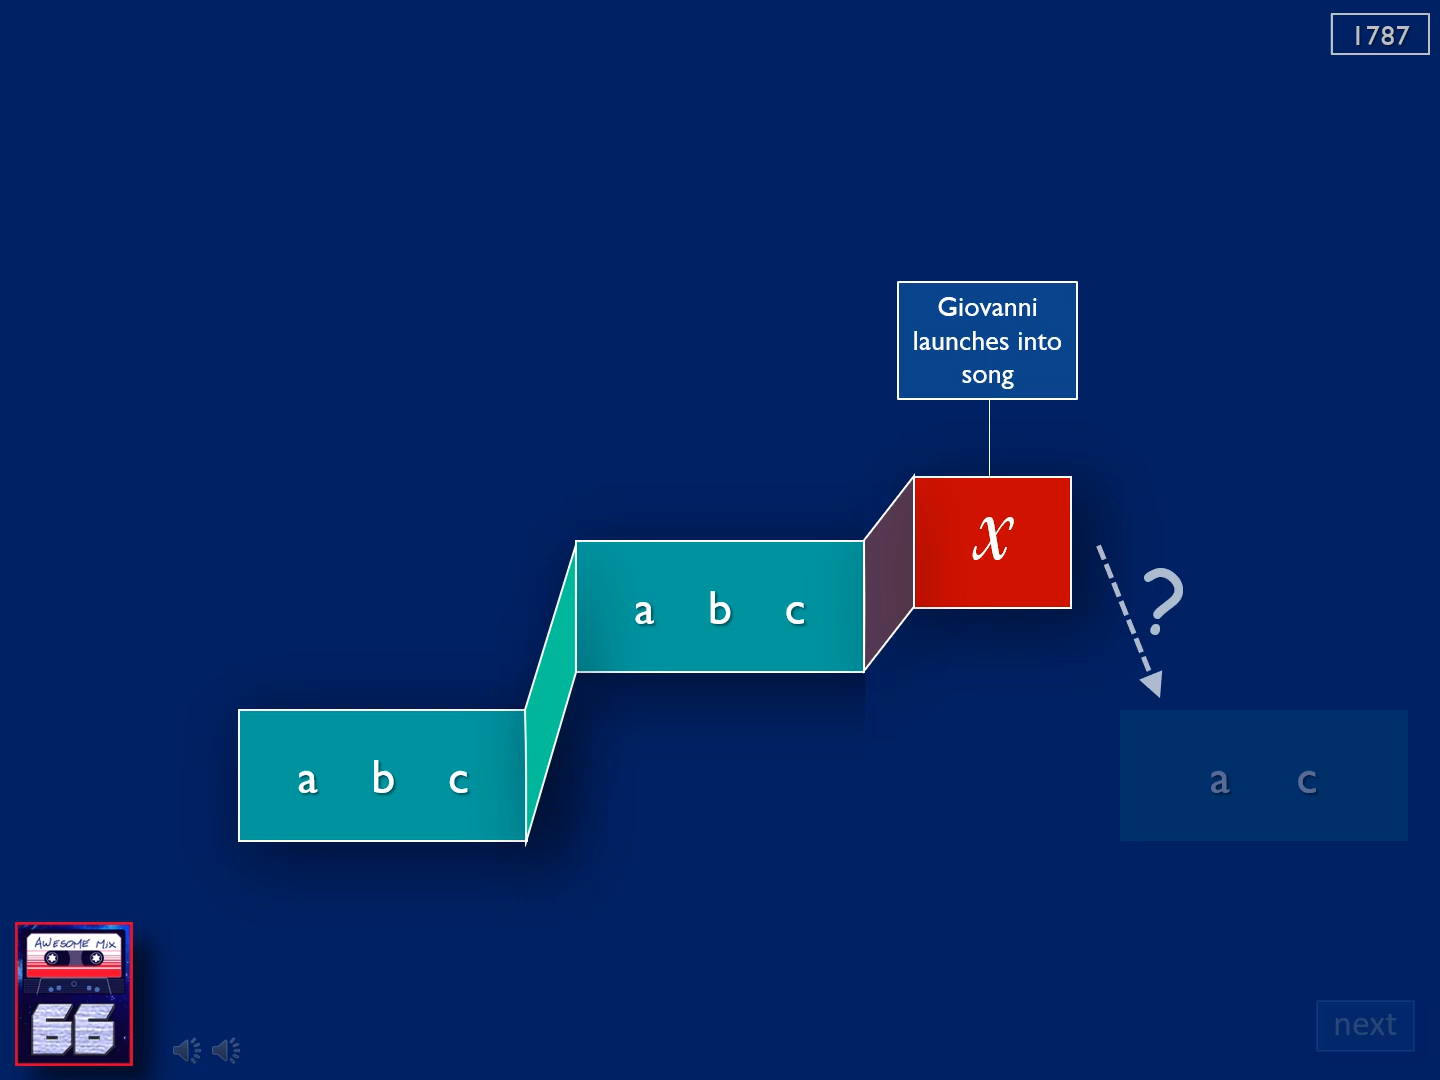 1787
Giovanni
launches into
song
x
?
a b c
a b c
a c
AWESOME MIX
66
next